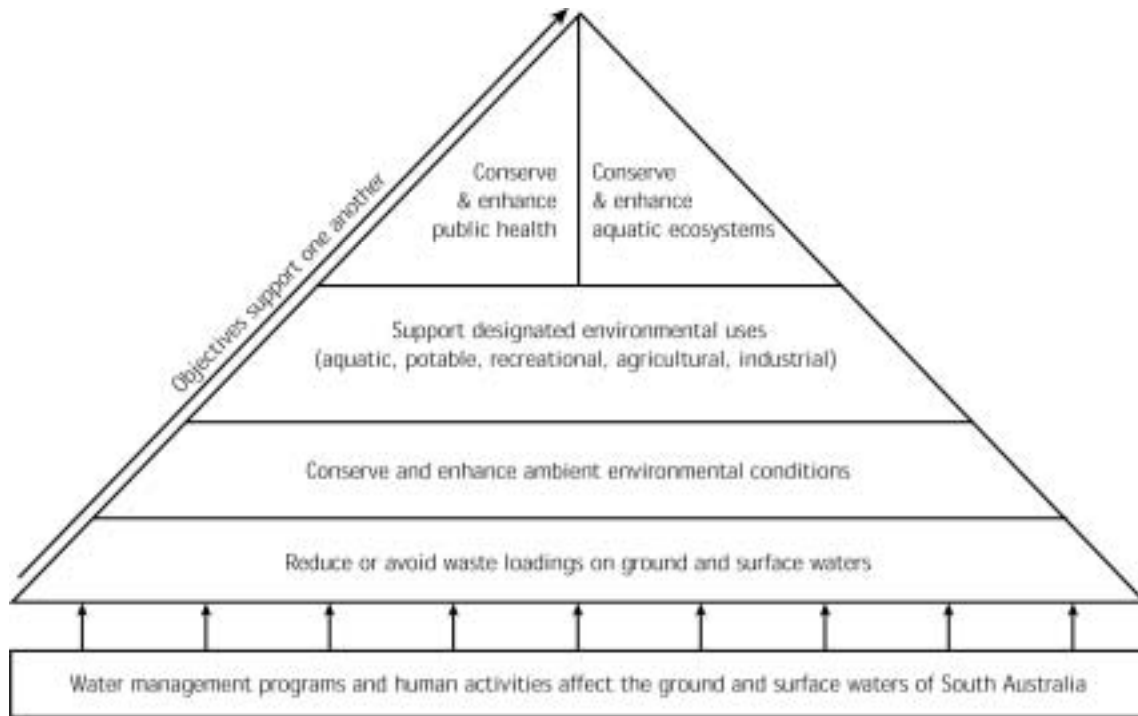 Objectives support one another
Conserve
& enhance
public health
Conserve
& enhance
aquatic ecosystems
Support designated environmental uses
(aquatic, potable, recreational, agricultural, industrial)
Conserve and enhance ambient environmental conditions
Reduce or avoid waste loadings on ground and surface waters
Water management programs and human activities affect the ground and surface waters of South Australia